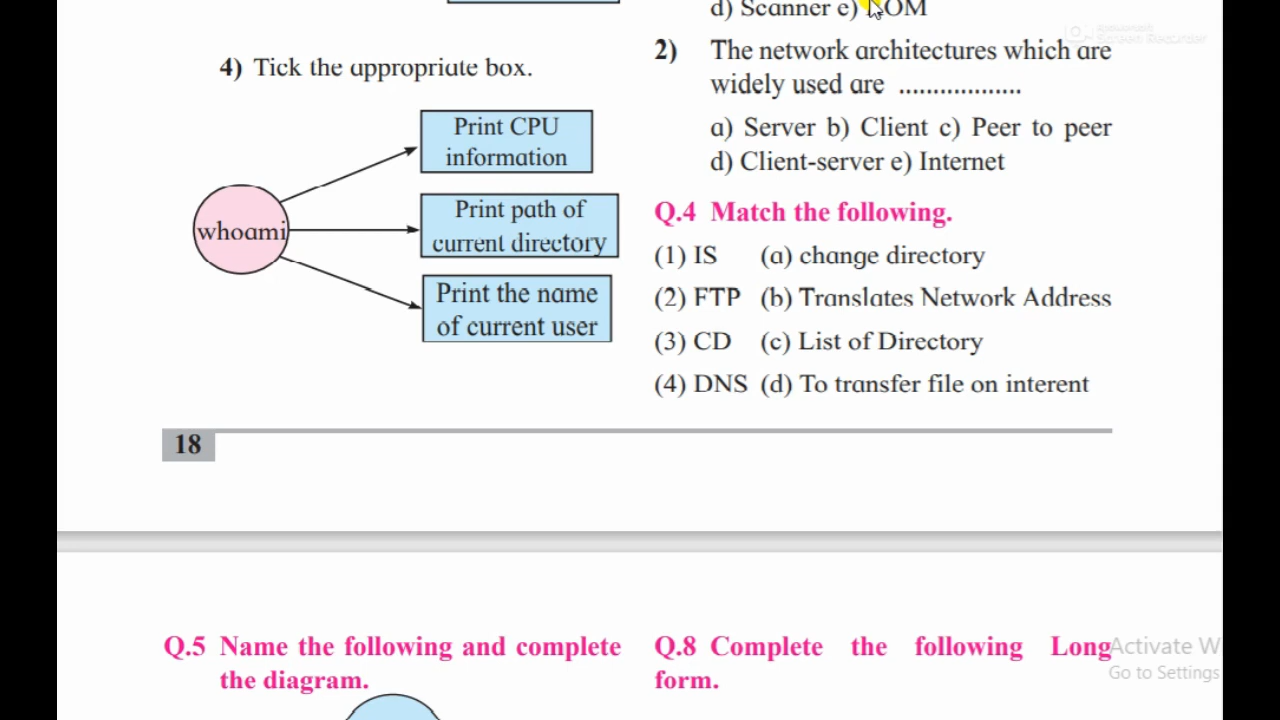 4) Tick the appropriate box.
whoami
Print CPU
information
Print path of
current directory
Print the name
of current user
18
d) Scanner e) ROM
2) The network architectures which are
widely used are ..................
a) Server b) Client c) Peer to peer
d) Client-server e) Internet
Q.4 Match the following.
(1) IS (a) change directory
(2) FTP (b) Translates Network Address
(3) CD (c) List of Directory
(4) DNS (d) To transfer file on interent
Q.5 Name the following and complete
the diagram.
Q.8 Complete the following Long
form.
Activate W
Go to Settings
Screen Recorder